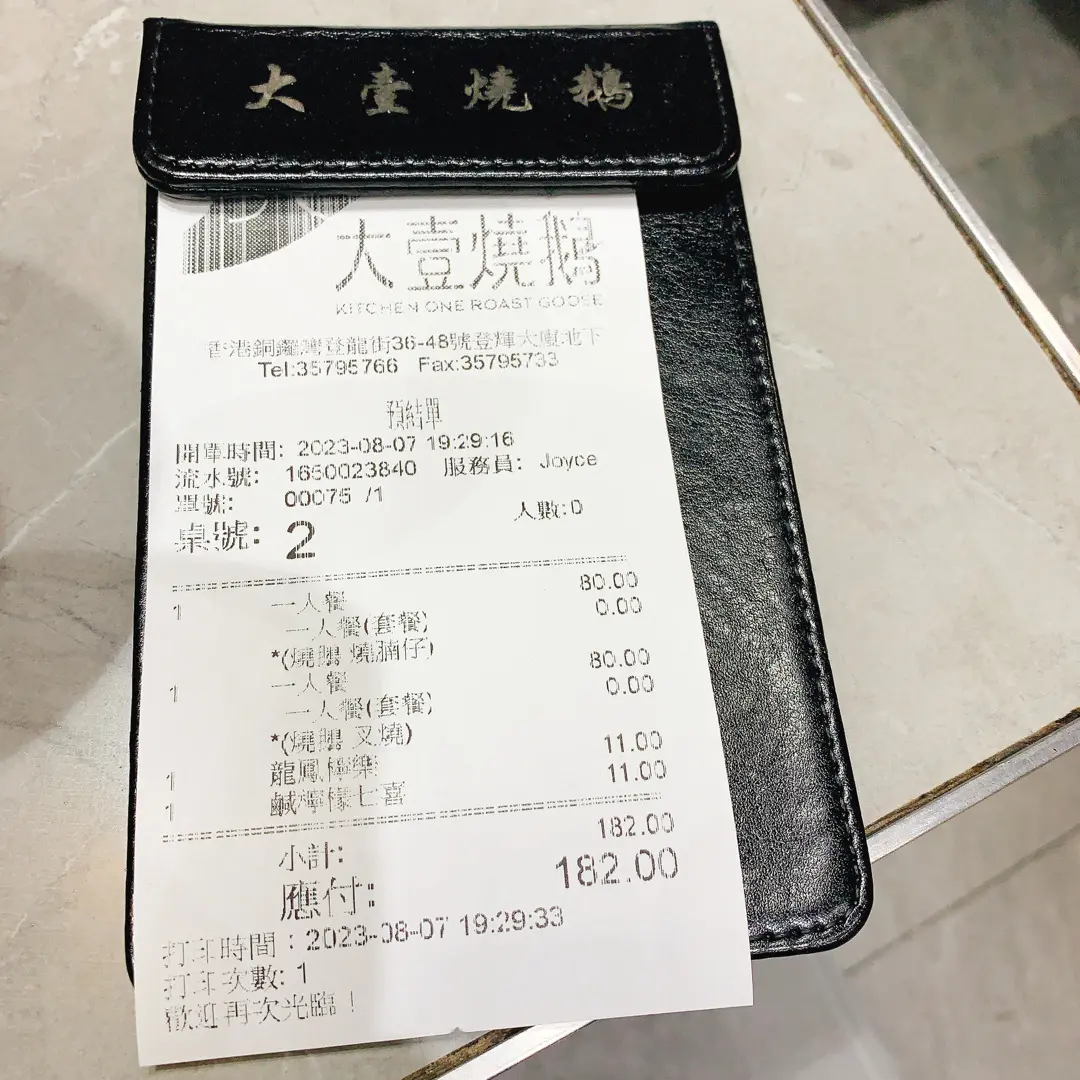 大壹燒鵝
大壹燒鵝
KITCHEN ONE ROAST GOOSE
香港銅鑼灣登龍街36-48號登輝大廈地下
Tel:35795766 Fax:35795733
預結單
開單時間: 2023-08-07 19:29:16
流水號: 1650023840 服務員: Joyce
單號: 00075 /1 人數:0
桌號: 2
1 一人餐 80.00
一人餐(套餐) 0.00
*(燒鵝 燒腩仔)
1 一人餐 80.00
一人餐(套餐) 0.00
*(燒鵝 叉燒)
1 龍鳳檸樂 11.00
1 鹹檸檬七喜 11.00
小計: 182.00
應付: 182.00
打印時間：2023-08-07 19:29:33
打印次數: 1
歡迎再次光臨！